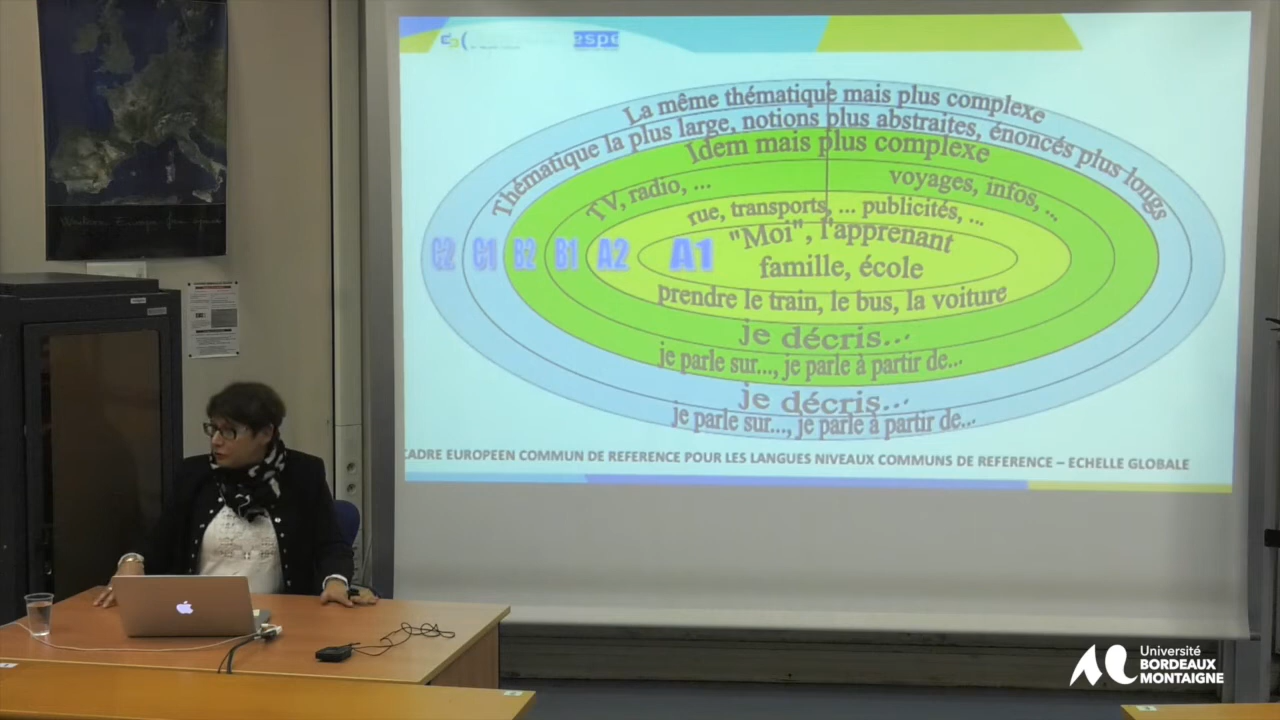 espe
La même thématique mais plus complexe
Thématique la plus large, notions plus abstraites, énoncés plus longs
Idem mais plus complexe
TV, radio, ... voyages, infos, ...
rue, transports, ... publicités, ...
"Moi", l'apprenant
C2 C1 B2 B1 A2 A1
famille, école
prendre le train, le bus, la voiture
je décris...
je parle sur..., je parle à partir de...
je décris...
je parle sur..., je parle à partir de...
CADRE EUROPEEN COMMUN DE REFERENCE POUR LES LANGUES NIVEAUX COMMUNS DE REFERENCE – ECHELLE GLOBALE
Université
BORDEAUX
MONTAIGNE